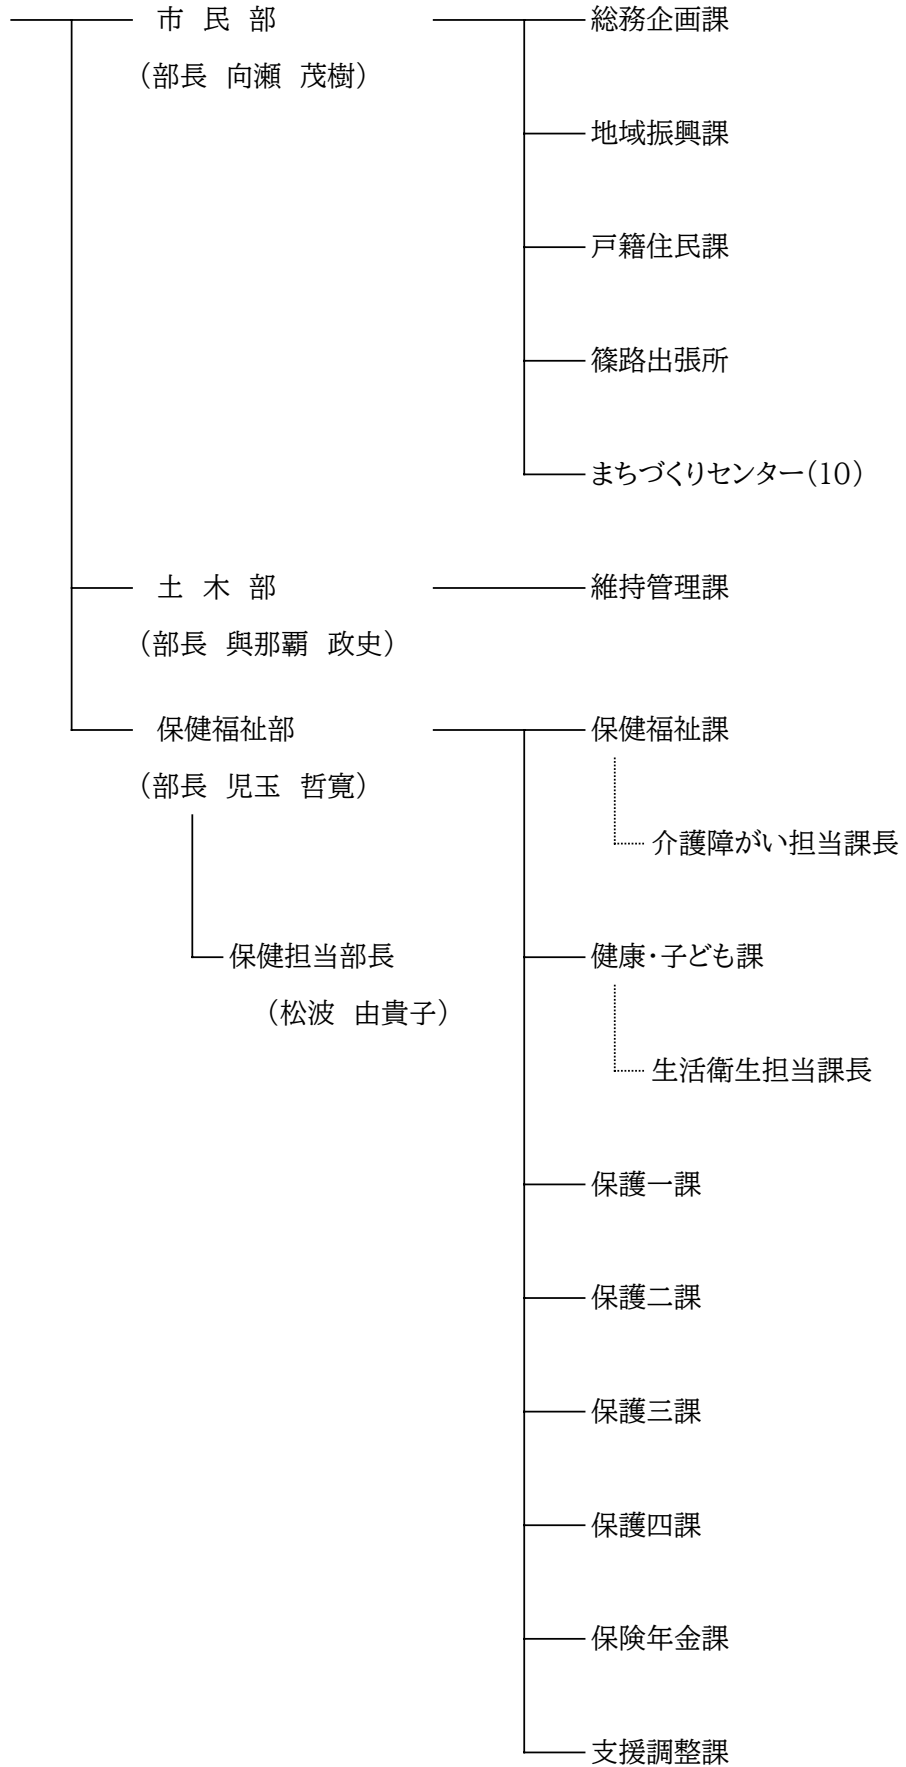 市 民 部
総務企画課
（部長 向瀬 茂樹）
地域振興課
戸籍住民課
篠路出張所
まちづくりセンター（10）
土 木 部
維持管理課
（部長 與那覇 政史）
保健福祉部
保健福祉課
（部長 児玉 哲寛）
介護障がい担当課長
保健担当部長
健康・子ども課
（松波 由貴子）
生活衛生担当課長
保護一課
保護二課
保護三課
保護四課
保険年金課
支援調整課